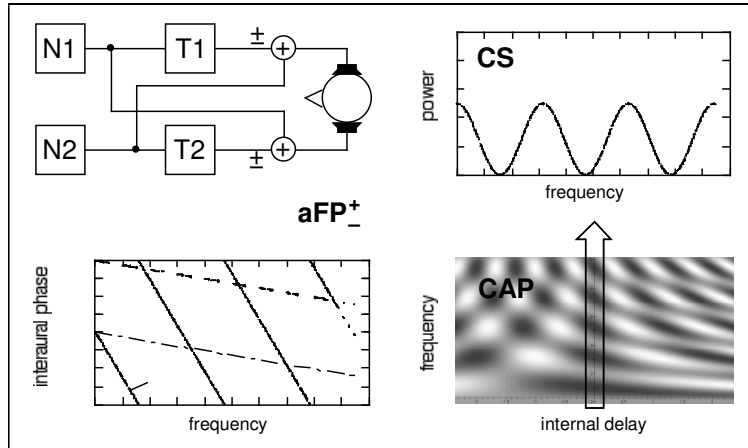 N1
T1
±
+
N2
T2
±
+
aFP+−
CS
power
frequency
interaural phase
frequency
CAP
frequency
internal delay